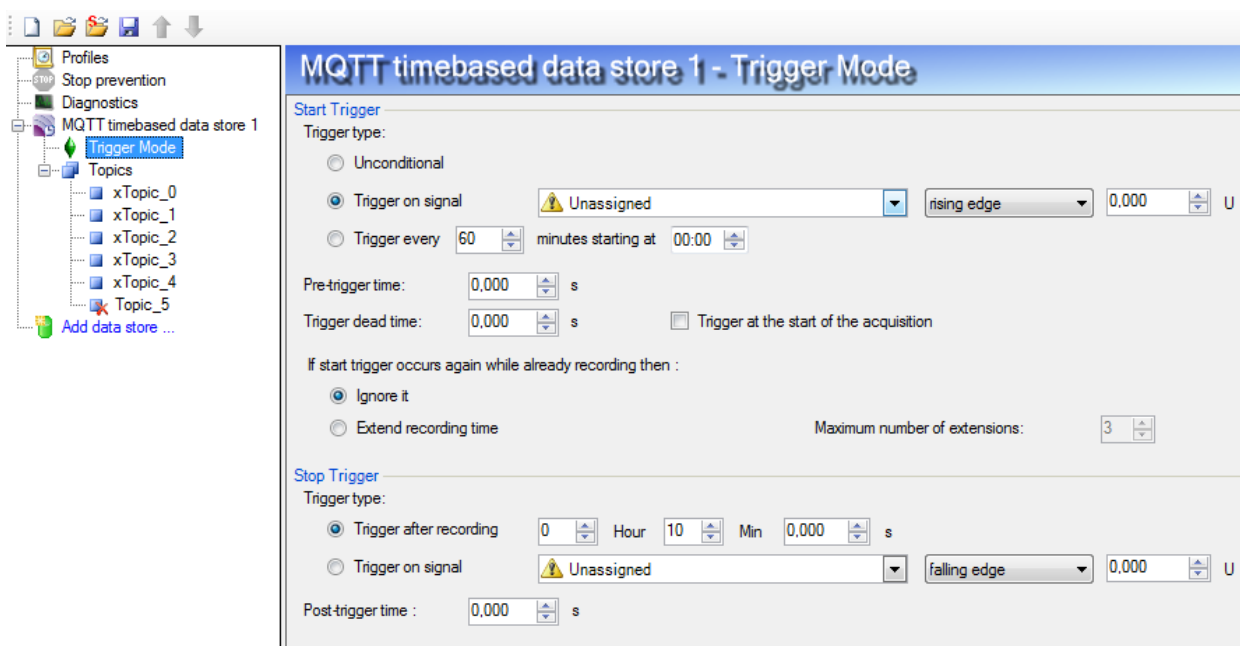 Profiles
Stop prevention
Diagnostics
MQTT timebased data store 1
Trigger Mode
Topics
xTopic_0
xTopic_1
xTopic_2
xTopic_3
xTopic_4
Topic_5
Add data store ...
MQTT timebased data store 1 - Trigger Mode
Start Trigger
Trigger type:
Unconditional
Trigger on signal Unassigned rising edge 0,000 U
Trigger every 60 minutes starting at 00:00
Pre-trigger time: 0,000 s
Trigger dead time: 0,000 s Trigger at the start of the acquisition
If start trigger occurs again while already recording then :
Ignore it
Extend recording time Maximum number of extensions: 3
Stop Trigger
Trigger type:
Trigger after recording 0 Hour 10 Min 0,000 s
Trigger on signal Unassigned falling edge 0,000 U
Post-trigger time : 0,000 s